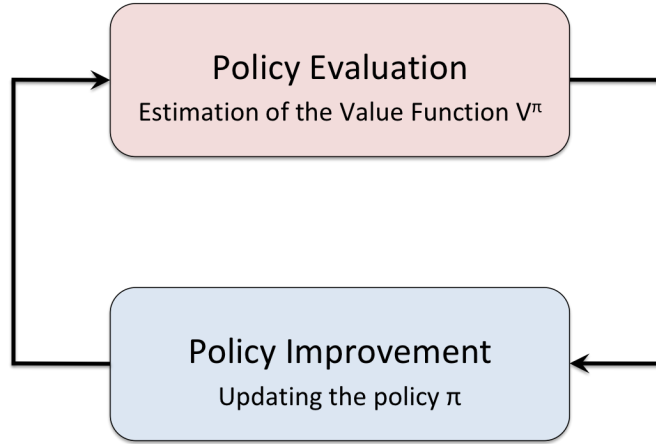 Policy Evaluation
Estimation of the Value Function V^π
Policy Improvement
Updating the policy π